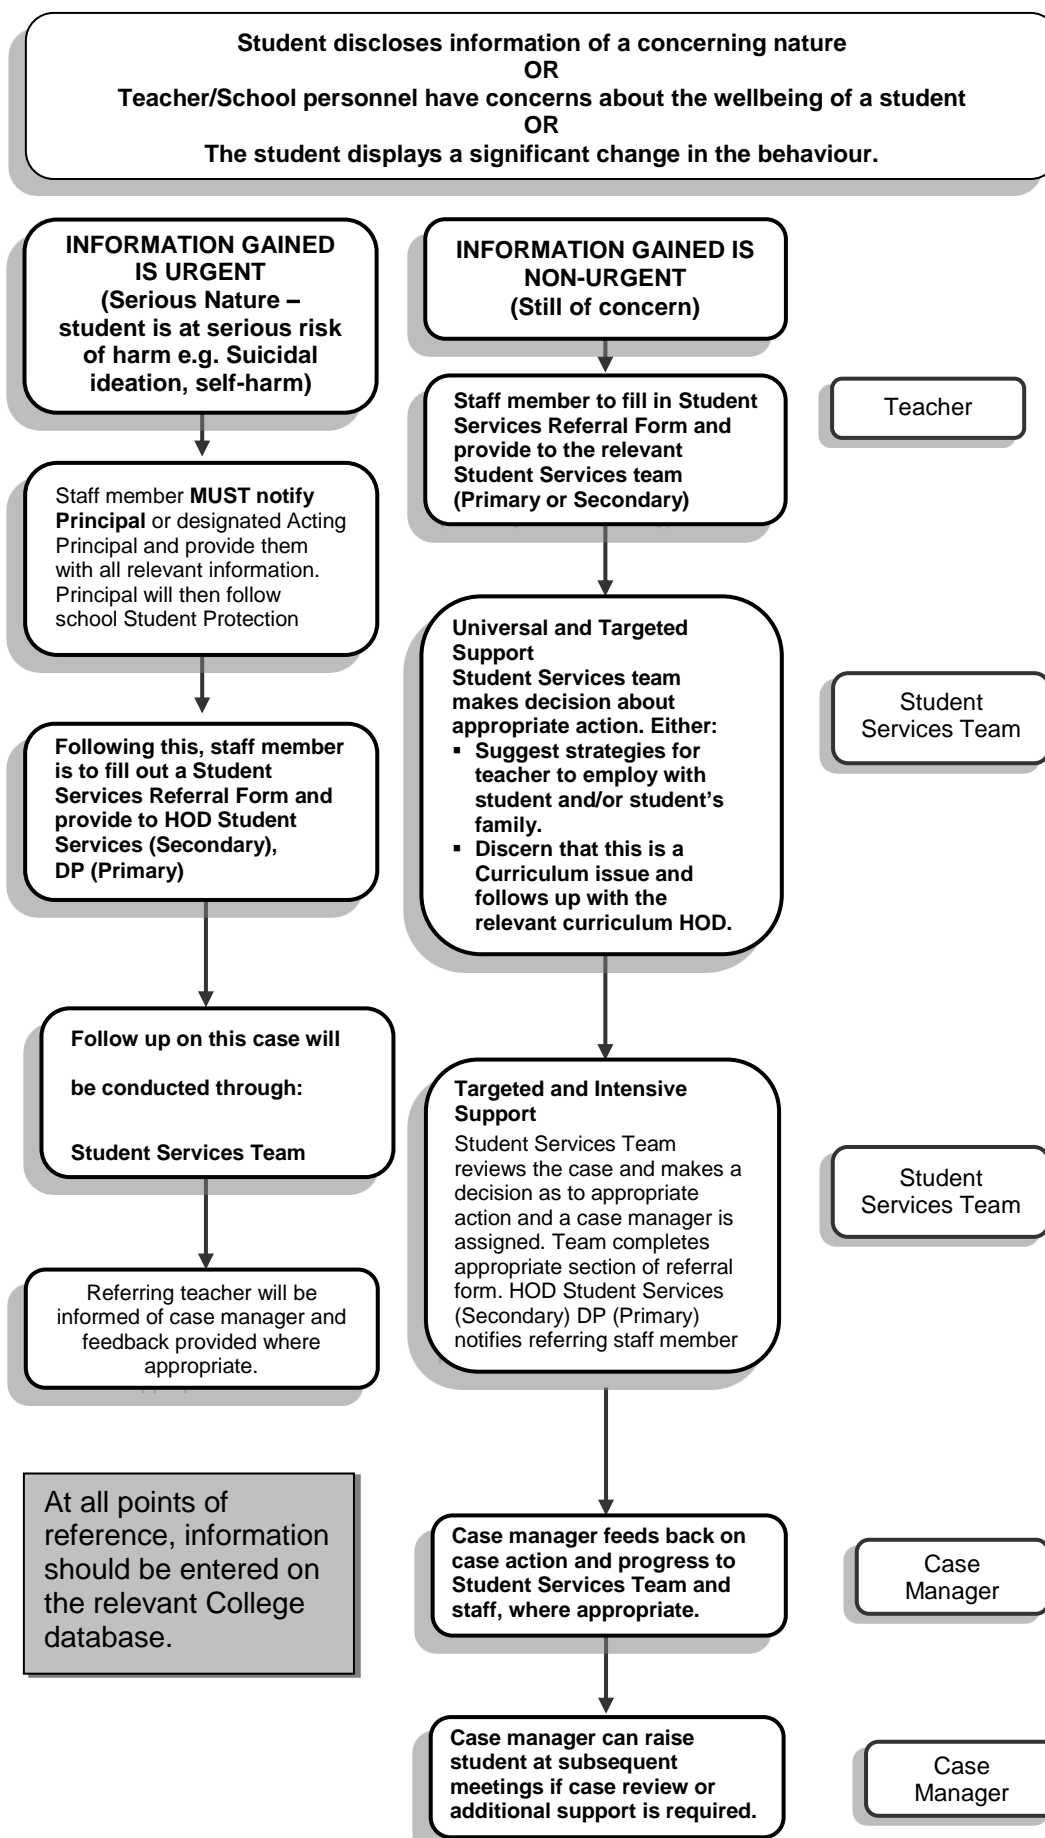 Student discloses information of a concerning nature
OR
Teacher/School personnel have concerns about the wellbeing of a student
OR
The student displays a significant change in the behaviour.
INFORMATION GAINED
IS URGENT
(Serious Nature –
student is at serious risk
of harm e.g. Suicidal
ideation, self-harm)
Staff member MUST notify
Principal or designated Acting
Principal and provide them
with all relevant information.
Principal will then follow
school Student Protection
Following this, staff member
is to fill out a Student
Services Referral Form and
provide to HOD Student
Services (Secondary),
DP (Primary)
Follow up on this case will
be conducted through:
Student Services Team
Referring teacher will be
informed of case manager and
feedback provided where
appropriate.
At all points of
reference, information
should be entered on
the relevant College
database.
INFORMATION GAINED IS
NON-URGENT
(Still of concern)
Staff member to fill in Student
Services Referral Form and
provide to the relevant
Student Services team
(Primary or Secondary)
Teacher
Universal and Targeted
Support
Student Services team
makes decision about
appropriate action. Either:
▪ Suggest strategies for
teacher to employ with
student and/or student's
family.
▪ Discern that this is a
Curriculum issue and
follows up with the
relevant curriculum HOD.
Student
Services Team
Targeted and Intensive
Support
Student Services Team
reviews the case and makes a
decision as to appropriate
action and a case manager is
assigned. Team completes
appropriate section of referral
form. HOD Student Services
(Secondary) DP (Primary)
notifies referring staff member
Student
Services Team
Case manager feeds back on
case action and progress to
Student Services Team and
staff, where appropriate.
Case
Manager
Case manager can raise
student at subsequent
meetings if case review or
additional support is required.
Case
Manager